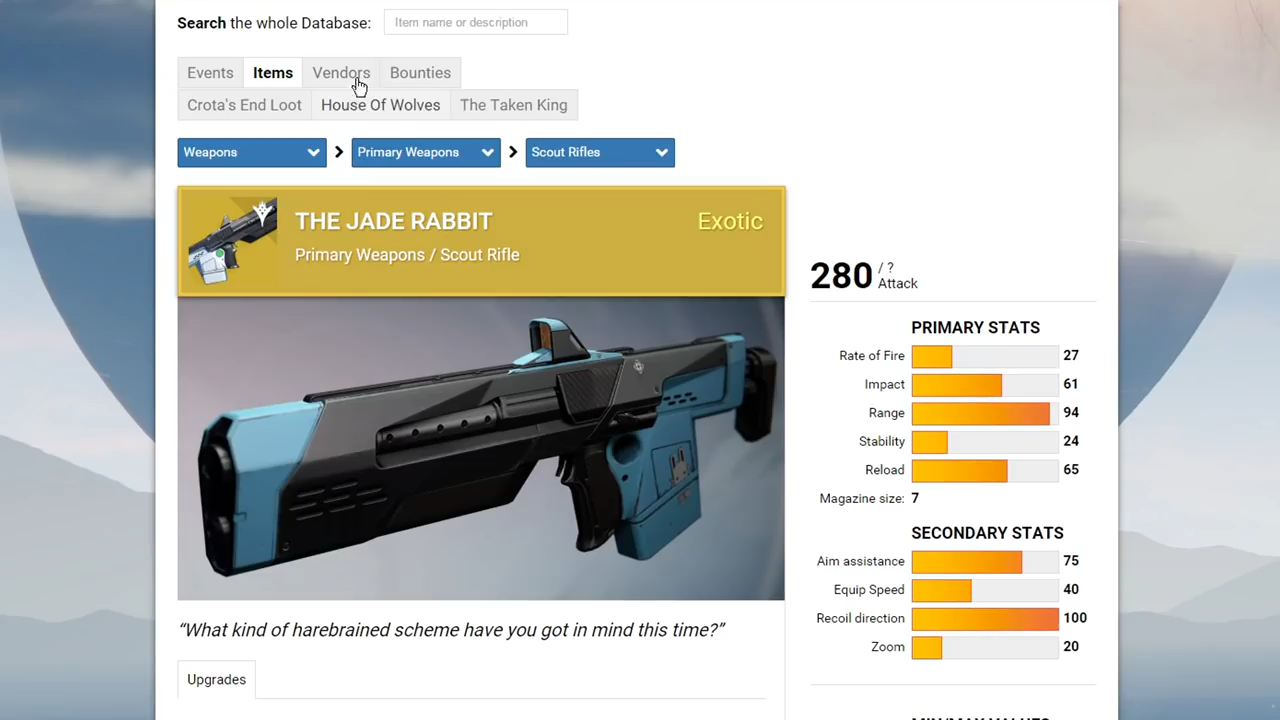 Search the whole Database: Item name or description
Events Items Vendors Bounties
Crota's End Loot House Of Wolves The Taken King
Weapons Primary Weapons Scout Rifles
THE JADE RABBIT Exotic
Primary Weapons / Scout Rifle
280 / ? Attack
PRIMARY STATS
Rate of Fire 27
Impact 61
Range 94
Stability 24
Reload 65
Magazine size: 7
SECONDARY STATS
Aim assistance 75
Equip Speed 40
Recoil direction 100
Zoom 20
“What kind of harebrained scheme have you got in mind this time?”
Upgrades
MIN/MAX VALUES